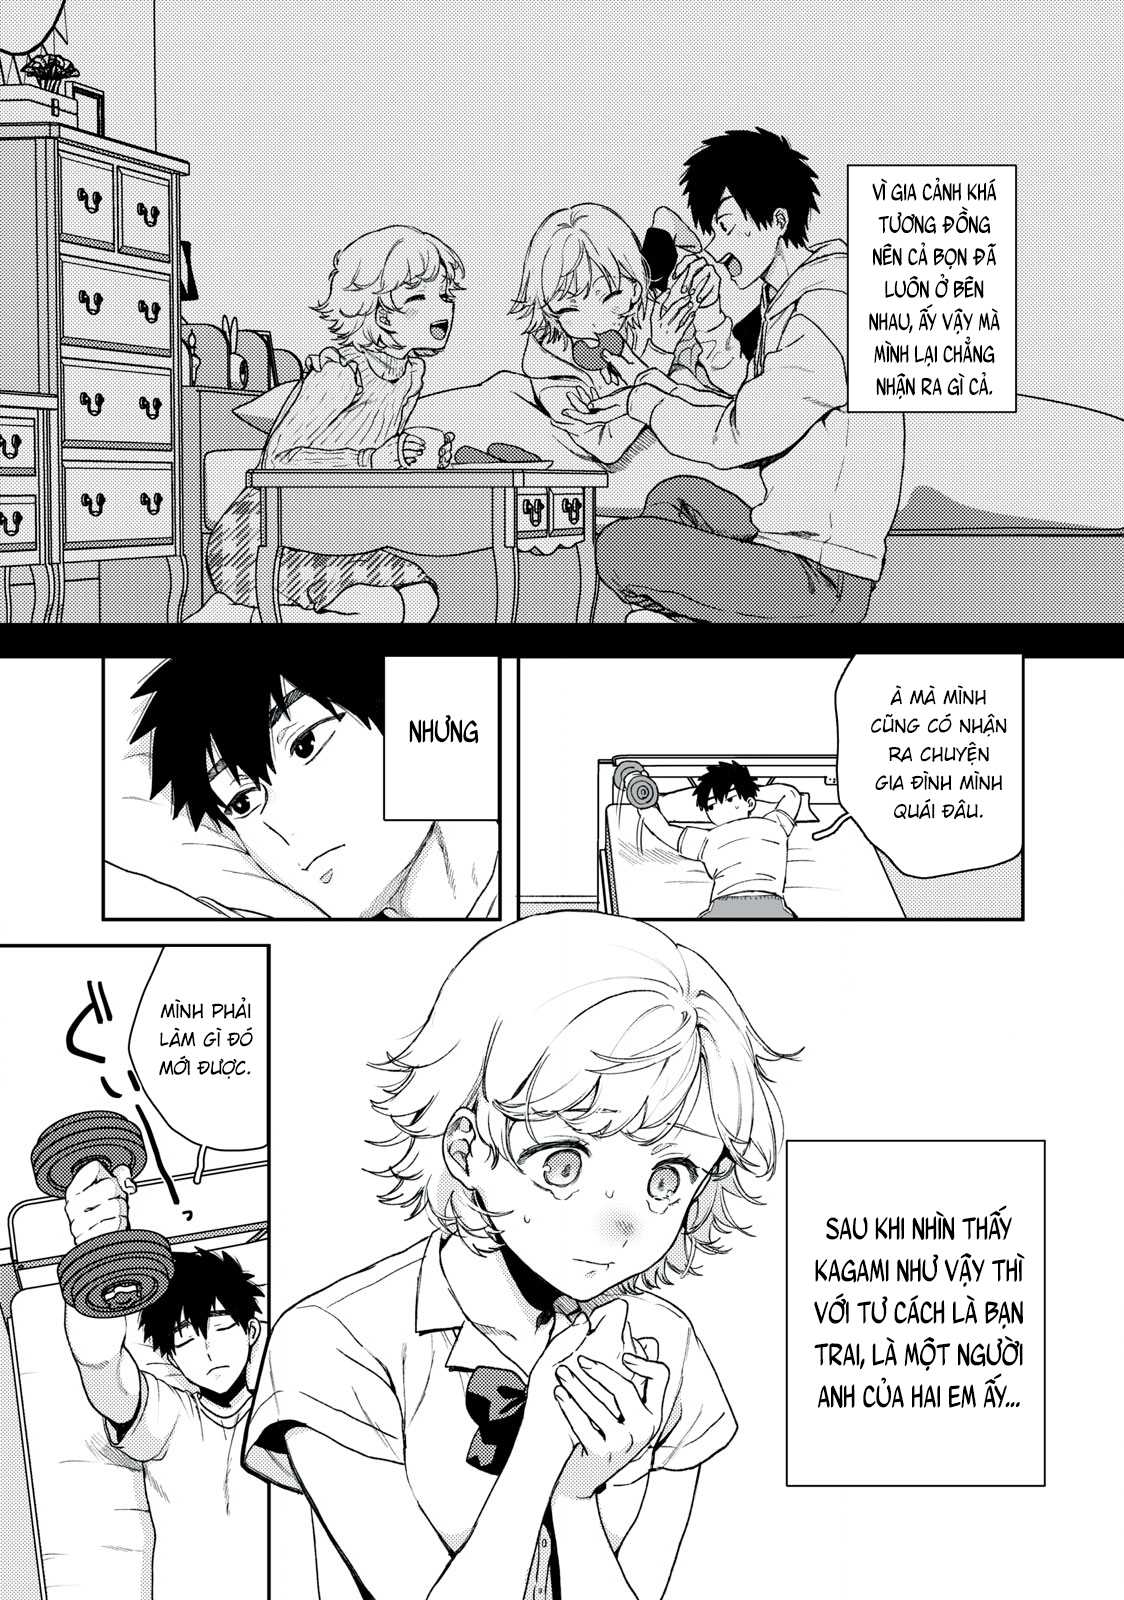 VÌ GIA CẢNH KHÁ
TƯƠNG ĐỒNG
NÊN CẢ BỌN ĐÃ
LUÔN Ở BÊN
NHAU, ẤY VẬY MÀ
MÌNH LẠI CHẲNG
NHẬN RA GÌ CẢ.
À MÀ MÌNH
CŨNG CÓ NHẬN
RA CHUYỆN
GIA ĐÌNH MÌNH
QUÁI ĐÂU.
NHƯNG
SAU KHI NHÌN THẤY
KAGAMI NHƯ VẬY THÌ
VỚI TƯ CÁCH LÀ BẠN
TRAI, LÀ MỘT NGƯỜI
ANH CỦA HAI EM ẤY...
MÌNH PHẢI
LÀM GÌ ĐÓ
MỚI ĐƯỢC.